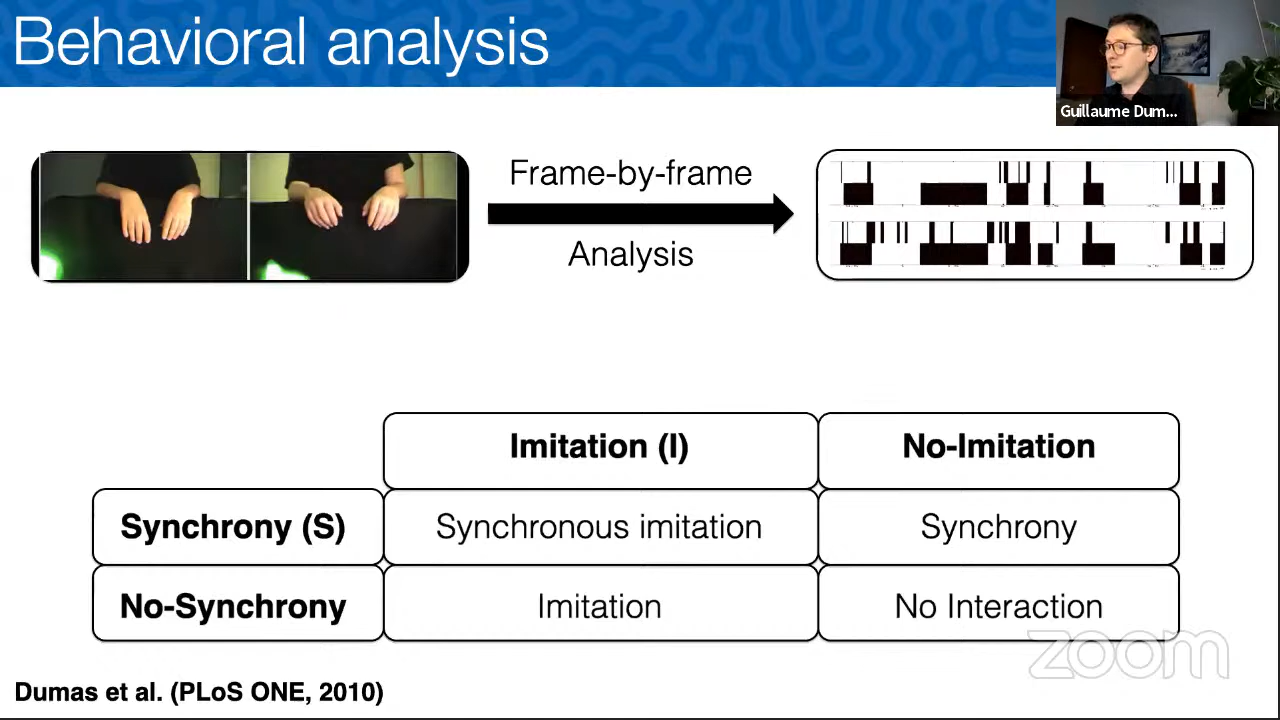 Behavioral analysis
Guillaume Dum...
Frame-by-frame
Analysis
Imitation (I)
No-Imitation
Synchrony (S)
Synchronous imitation
Synchrony
No-Synchrony
Imitation
No Interaction
zoom
Dumas et al. (PLoS ONE, 2010)